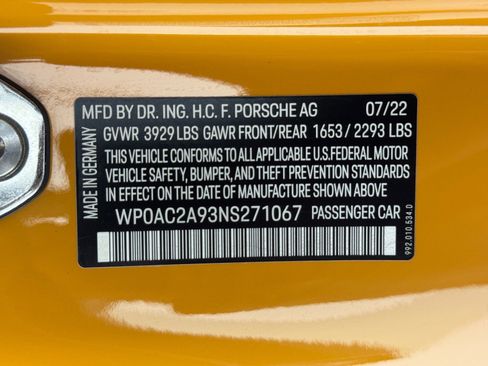 MFD BY DR. ING. H.C. F. PORSCHE AG 07/22
GVWR 3929 LBS GAWR FRONT/REAR 1653 / 2293 LBS
THIS VEHICLE CONFORMS TO ALL APPLICABLE U.S. FEDERAL MOTOR
VEHICLE SAFETY, BUMPER, AND THEFT PREVENTION STANDARDS
IN EFFECT ON THE DATE OF MANUFACTURE SHOWN ABOVE
WP0AC2A93NS271067 PASSENGER CAR
MADE IN GERMANY
992.010.534.D